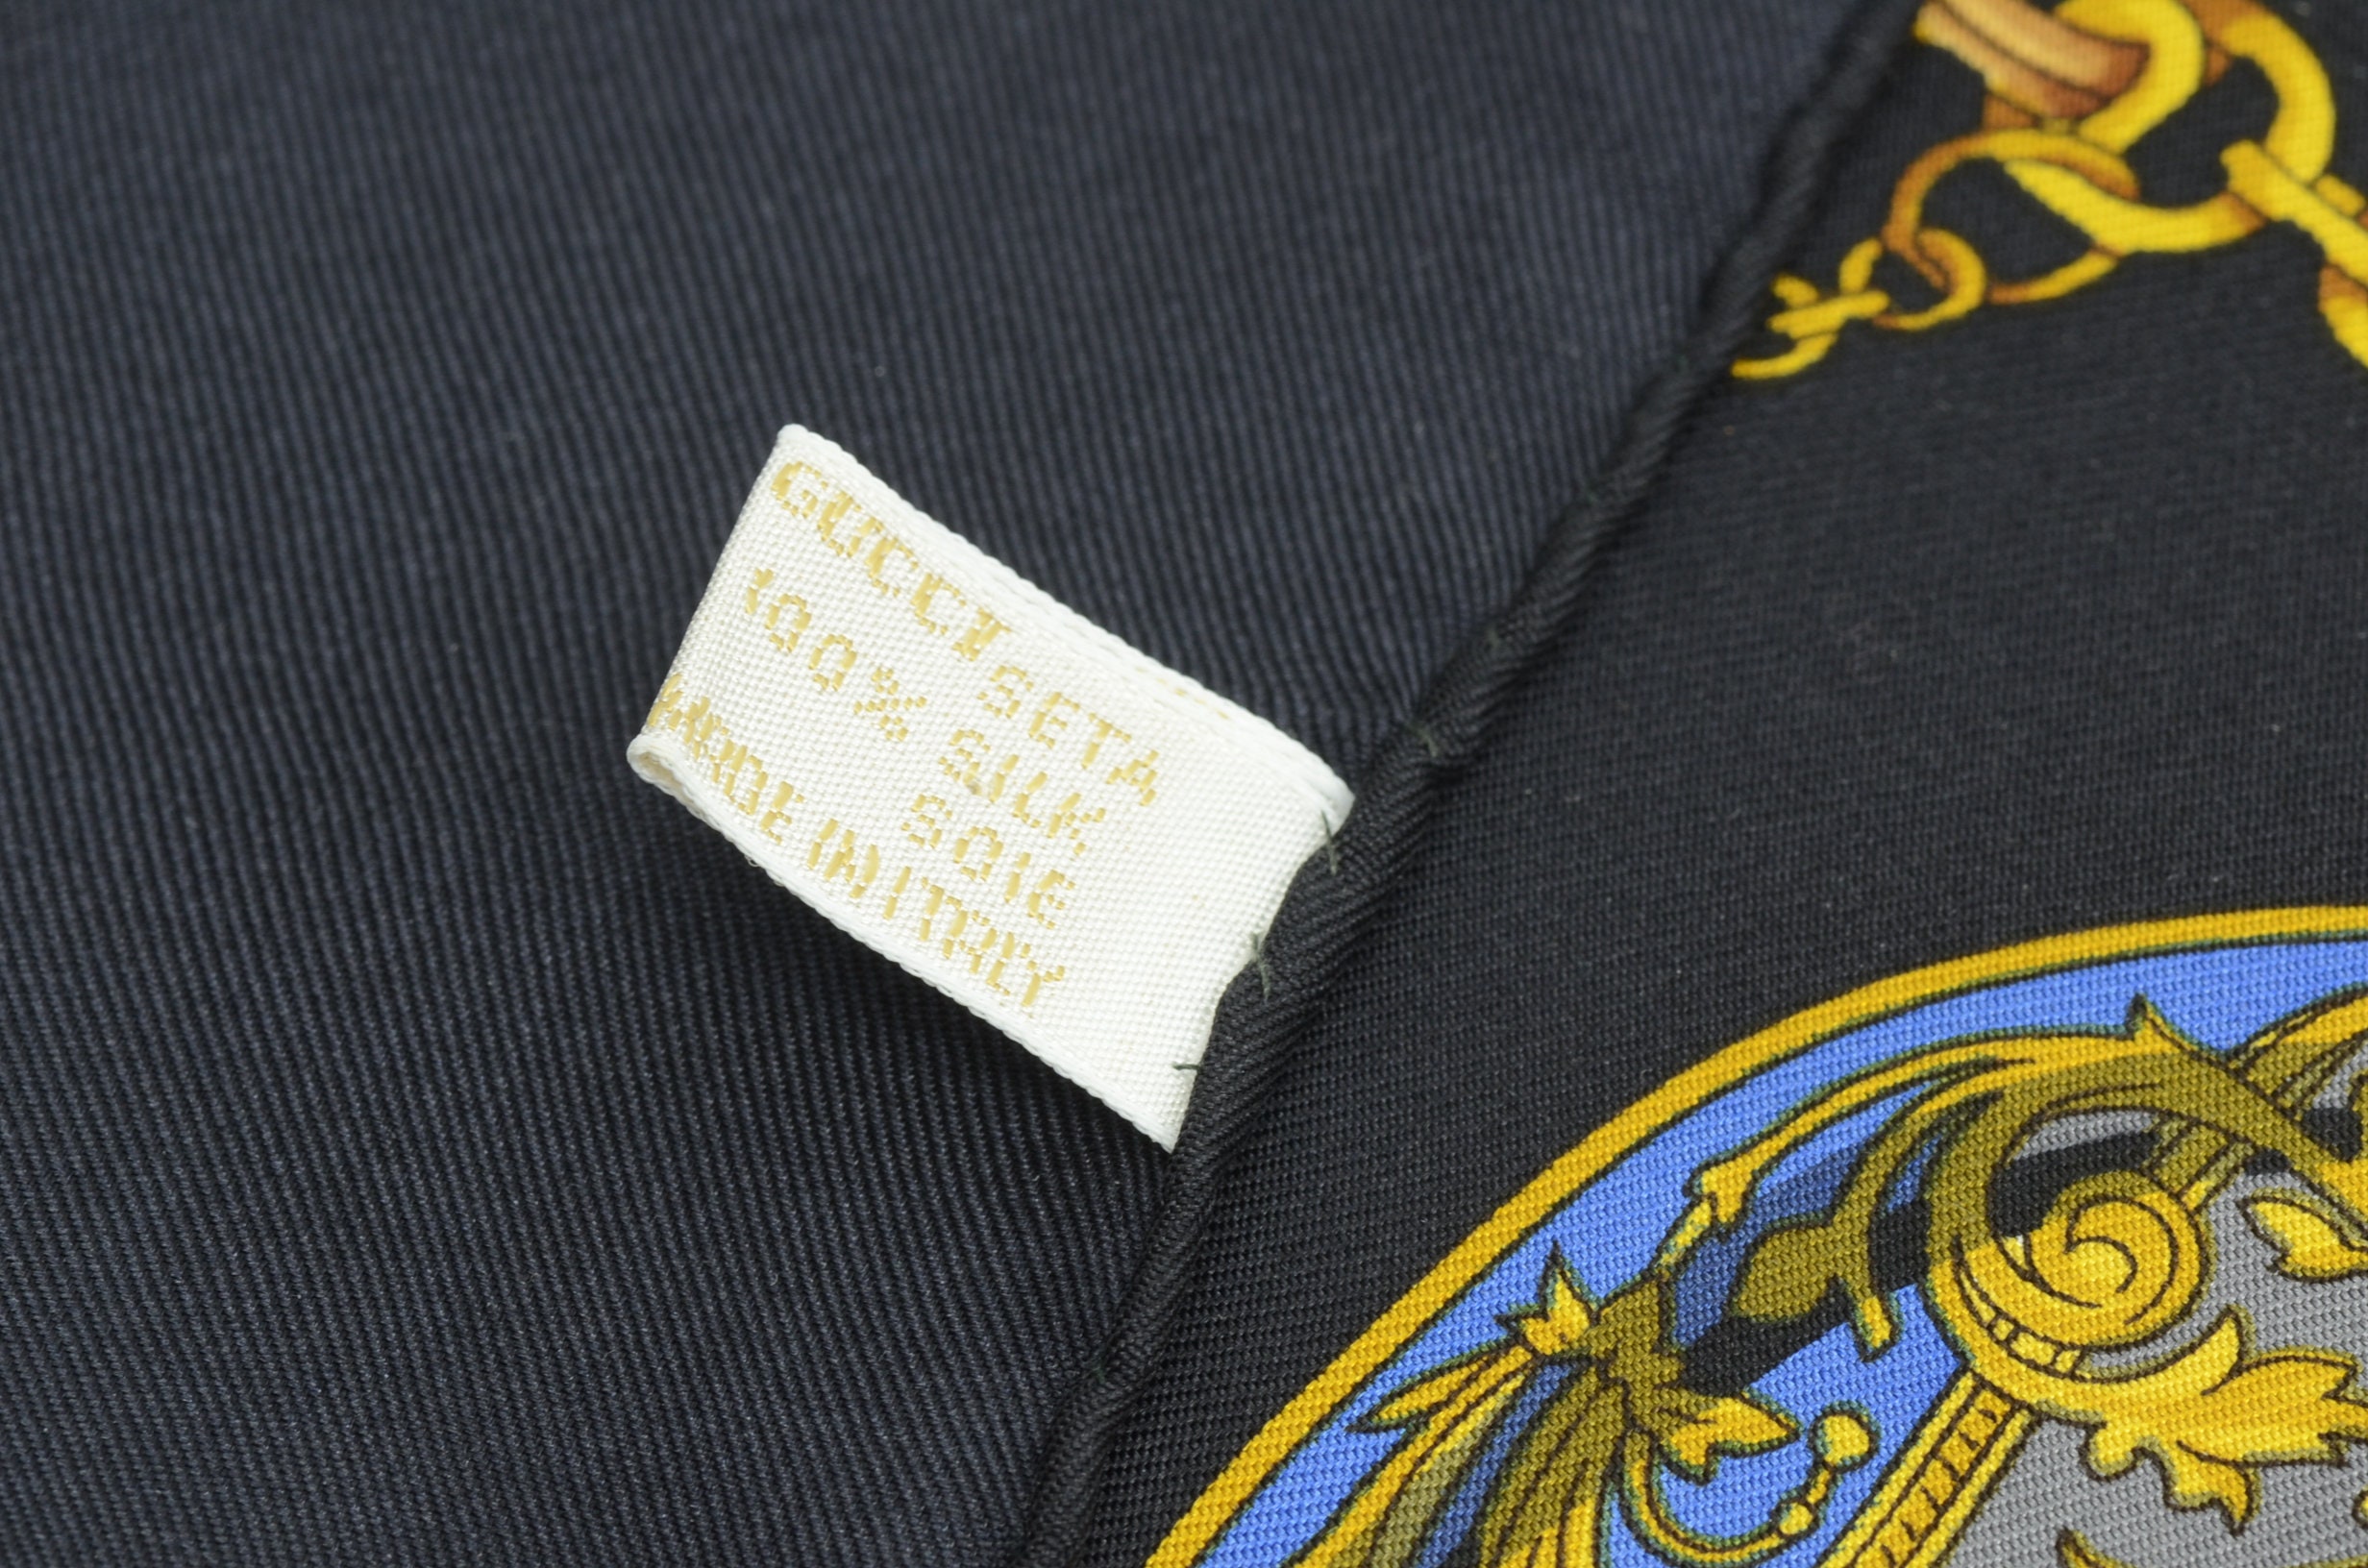 GUCCI
SETA
100% SILK
SOIE
MADE IN ITALY